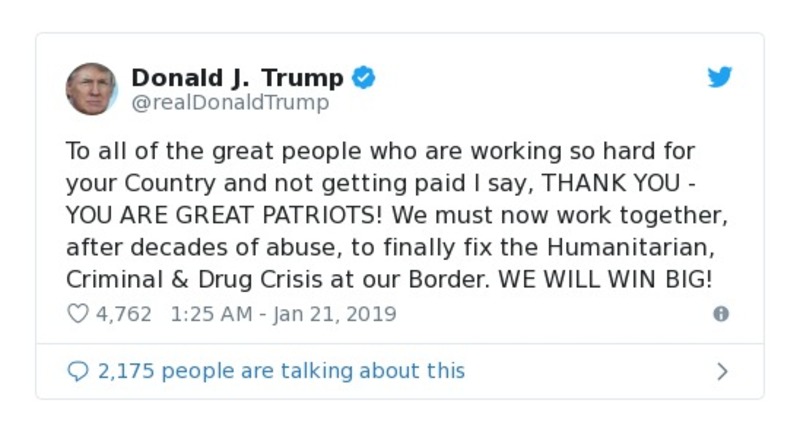 Donald J. Trump
@realDonaldTrump
To all of the great people who are working so hard for
your Country and not getting paid I say, THANK YOU -
YOU ARE GREAT PATRIOTS! We must now work together,
after decades of abuse, to finally fix the Humanitarian,
Criminal & Drug Crisis at our Border. WE WILL WIN BIG!
4,762 1:25 AM - Jan 21, 2019
2,175 people are talking about this